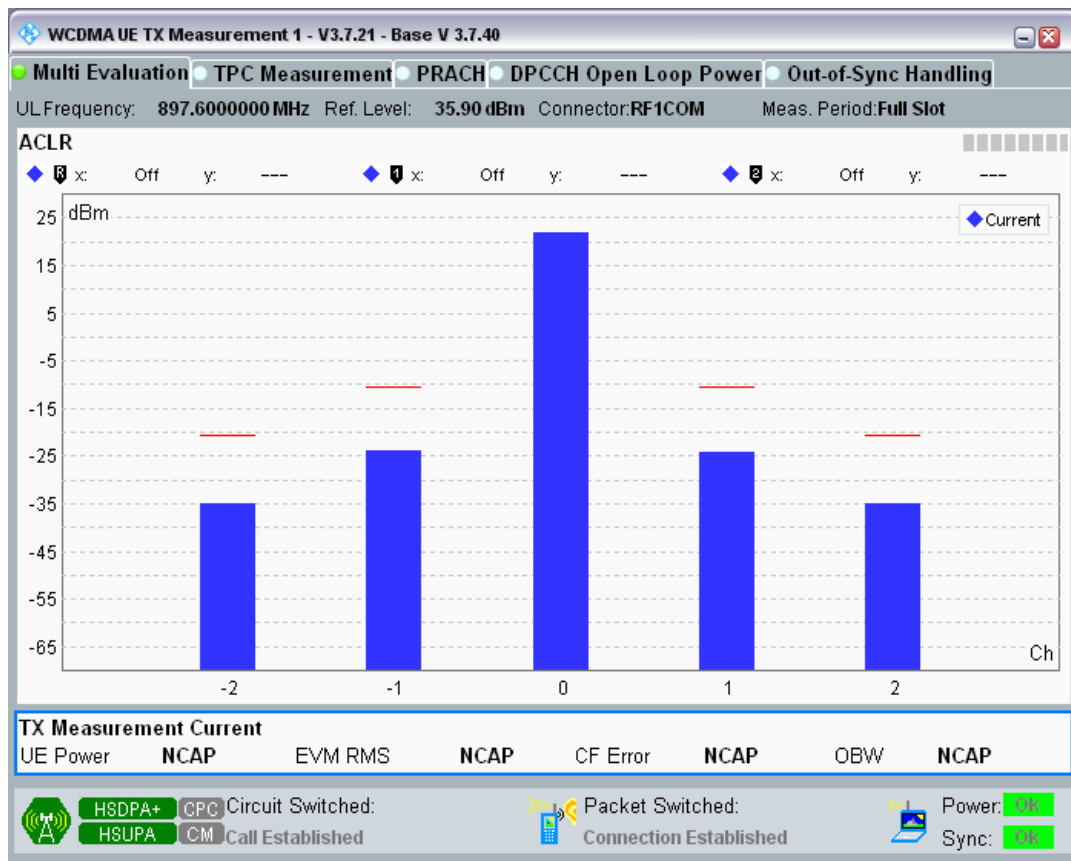 WCDMA UE TX Measurement 1 - V3.7.21 - Base V 3.7.40
Multi Evaluation TPC Measurement PRACH DPCCH Open Loop Power Out-of-Sync Handling
UL Frequency: 897.6000000 MHz Ref. Level: 35.90 dBm Connector:RF1COM Meas. Period:Full Slot
ACLR
R x: Off y: --- 1 x: Off y: --- 2 x: Off y: ---
dBm
Current
25
15
5
-5
-15
-25
-35
-45
-55
-65
Ch
-2 -1 0 1 2
TX Measurement Current
UE Power NCAP EVM RMS NCAP CF Error NCAP OBW NCAP
HSDPA+ CPC Circuit Switched: Packet Switched: Power: OK
HSUPA CM Call Established Connection Established Sync: OK